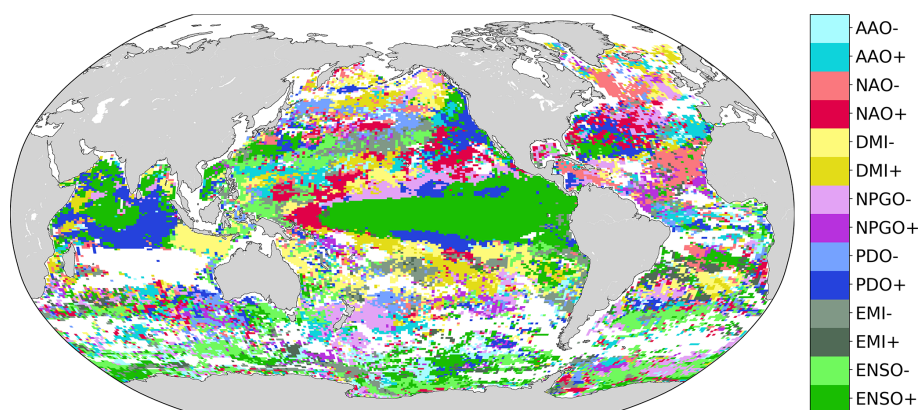 AAO-
AAO+
NAO-
NAO+
DMI-
DMI+
NPGO-
NPGO+
PDO-
PDO+
EMI-
EMI+
ENSO-
ENSO+